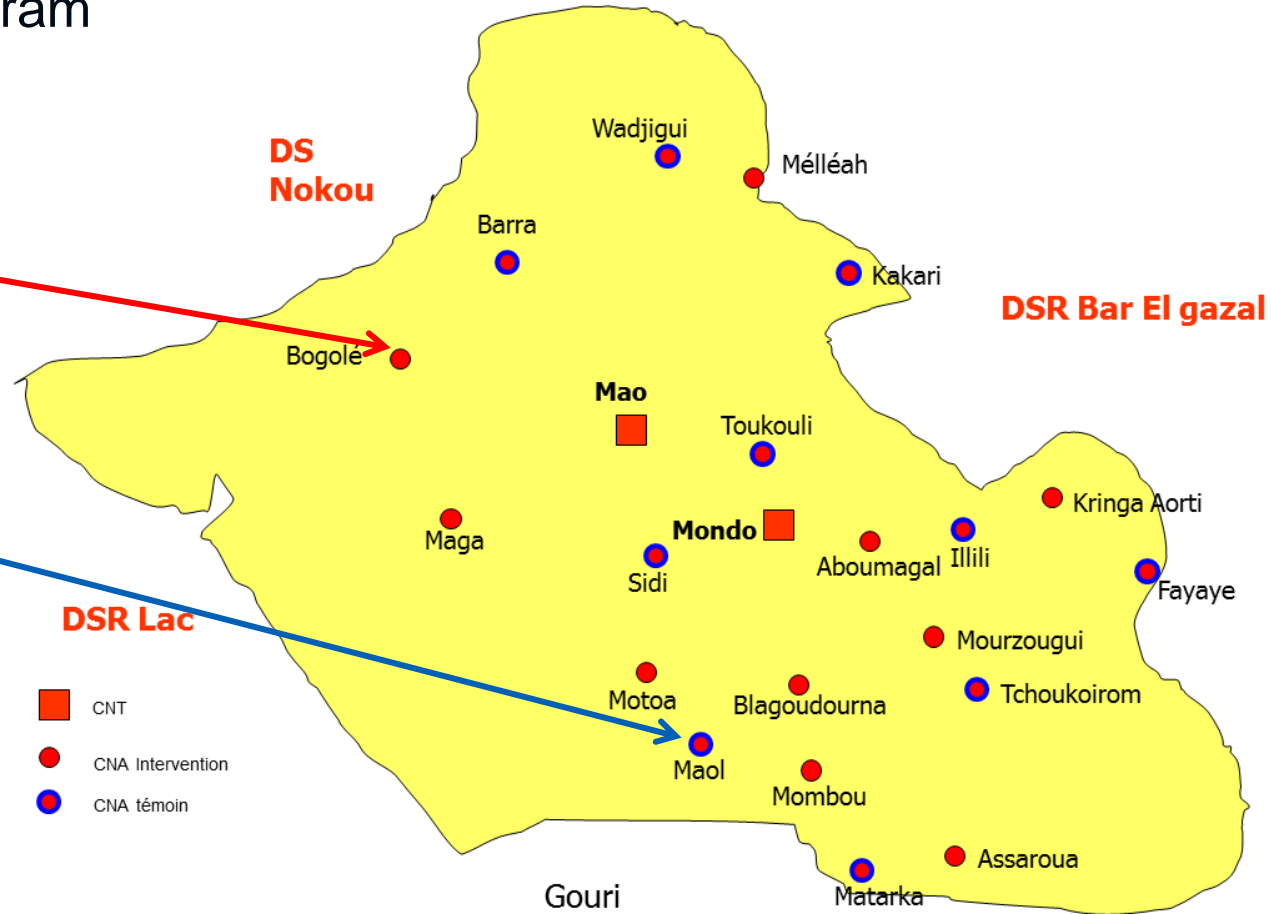 ram
Wadjigui
DS
Nokou
Mélléah
Barra
Kakari
DSR Bar El gazal
Bogolé
Mao
Toukouli
Kringa Aorti
Maga
Mondo
Sidi
Aboumagal
Illili
Fayaye
DSR Lac
Mourzougui
Motoa
Blagoudourna
Tchoukoirom
CNT
Maol
CNA Intervention
Mombou
CNA témoin
Assaroua
Gouri
Matarka